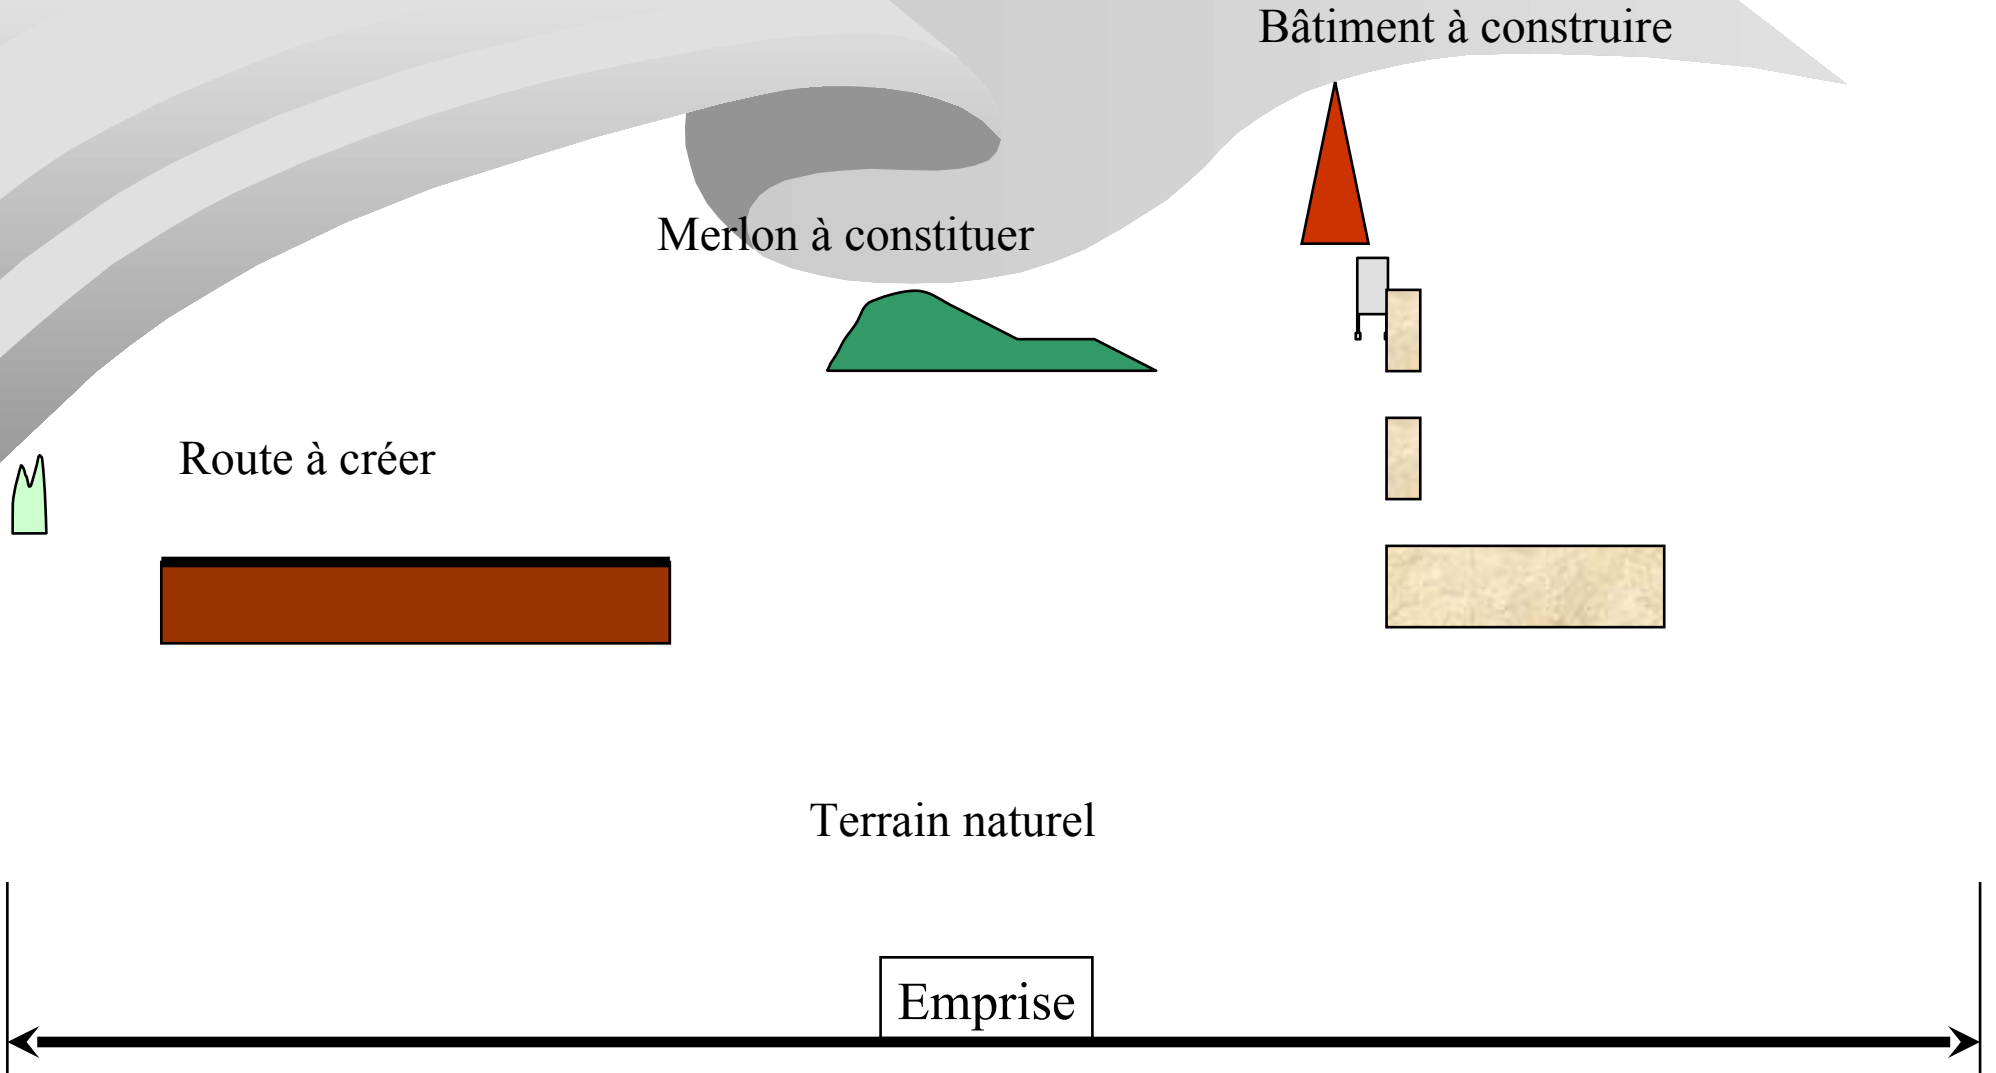 Bâtiment à construire
Merlon à constituer
Route à créer
Terrain naturel
Emprise